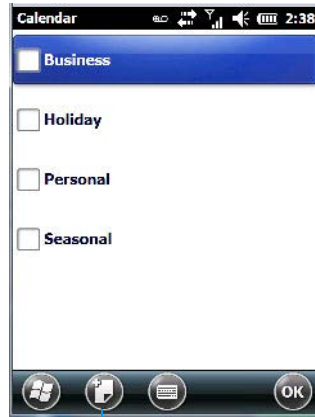 Calendar 2:38
Business
Holiday
Personal
Seasonal
OK